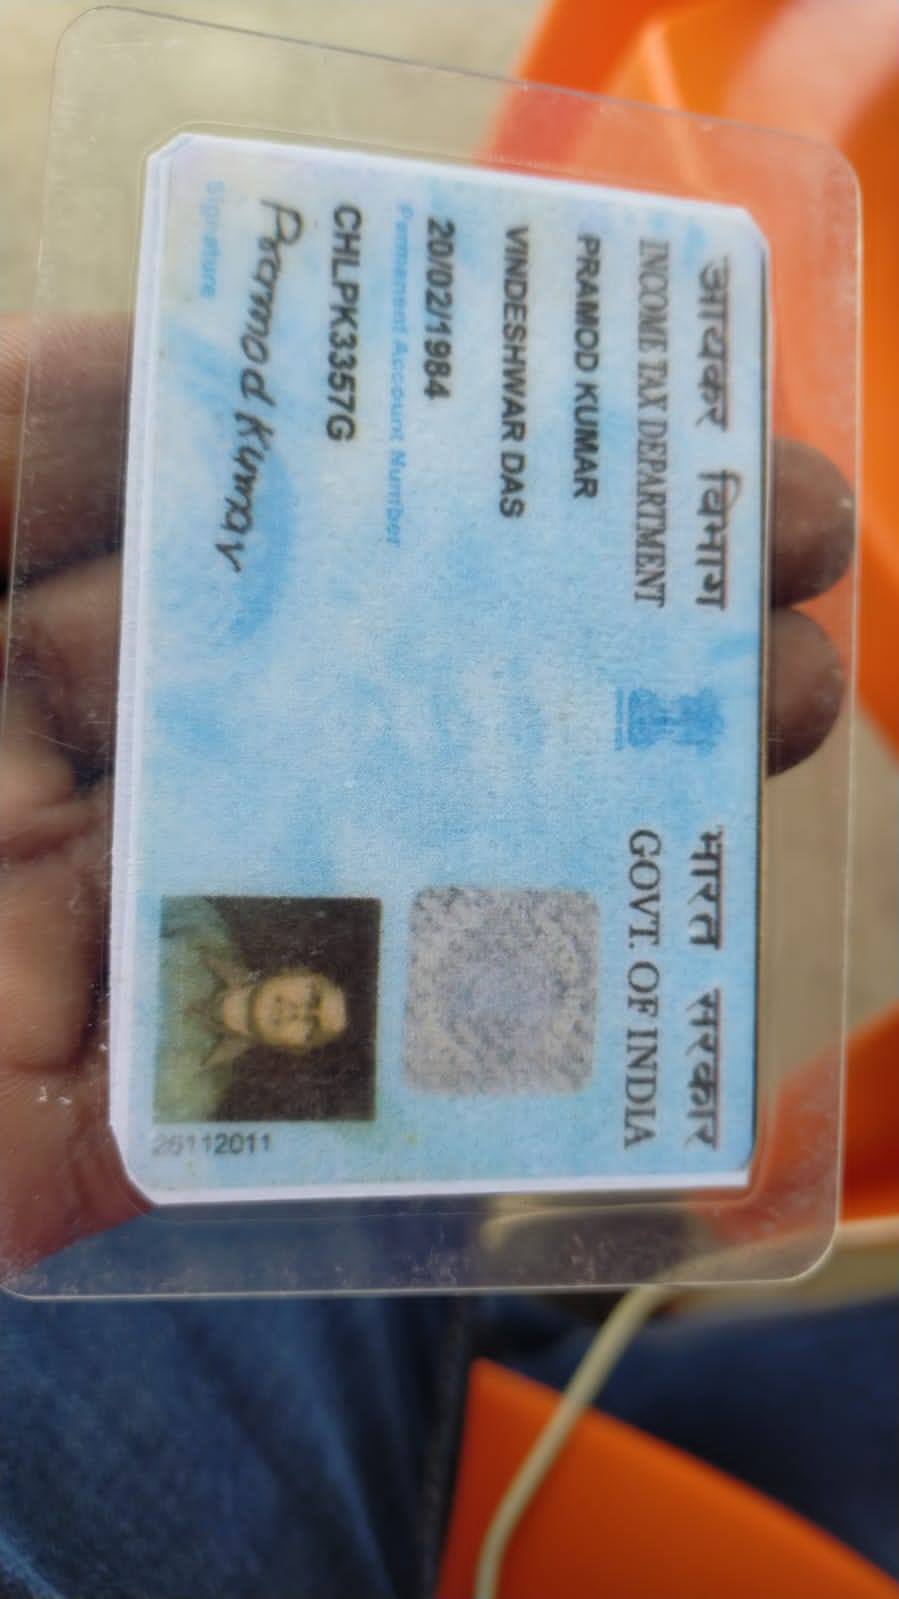 आयकर विभाग
INCOME TAX DEPARTMENT
भारत सरकार
GOVT. OF INDIA
PRAMOD KUMAR
VINDESHWAR DAS
20/02/1984
Permanent Account Number
CHLPK3357G
Pramod Kumar
Signature
26112011